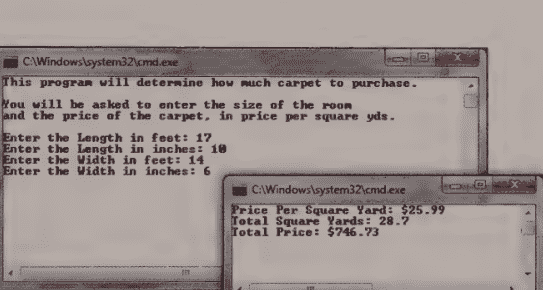 C:\Windows\system32\cmd.exe
This program will determine how much carpet to purchase.
You will be asked to enter the size of the room
and the price of the carpet, in price per square yds.
Enter the Length in feet: 17
Enter the Length in inches: 10
Enter the Width in feet: 14
Enter the Width in inches: 6
C:\Windows\system32\cmd.exe
Price Per Square Yard: $25.99
Total Square Yards: 28.7
Total Price: $746.73